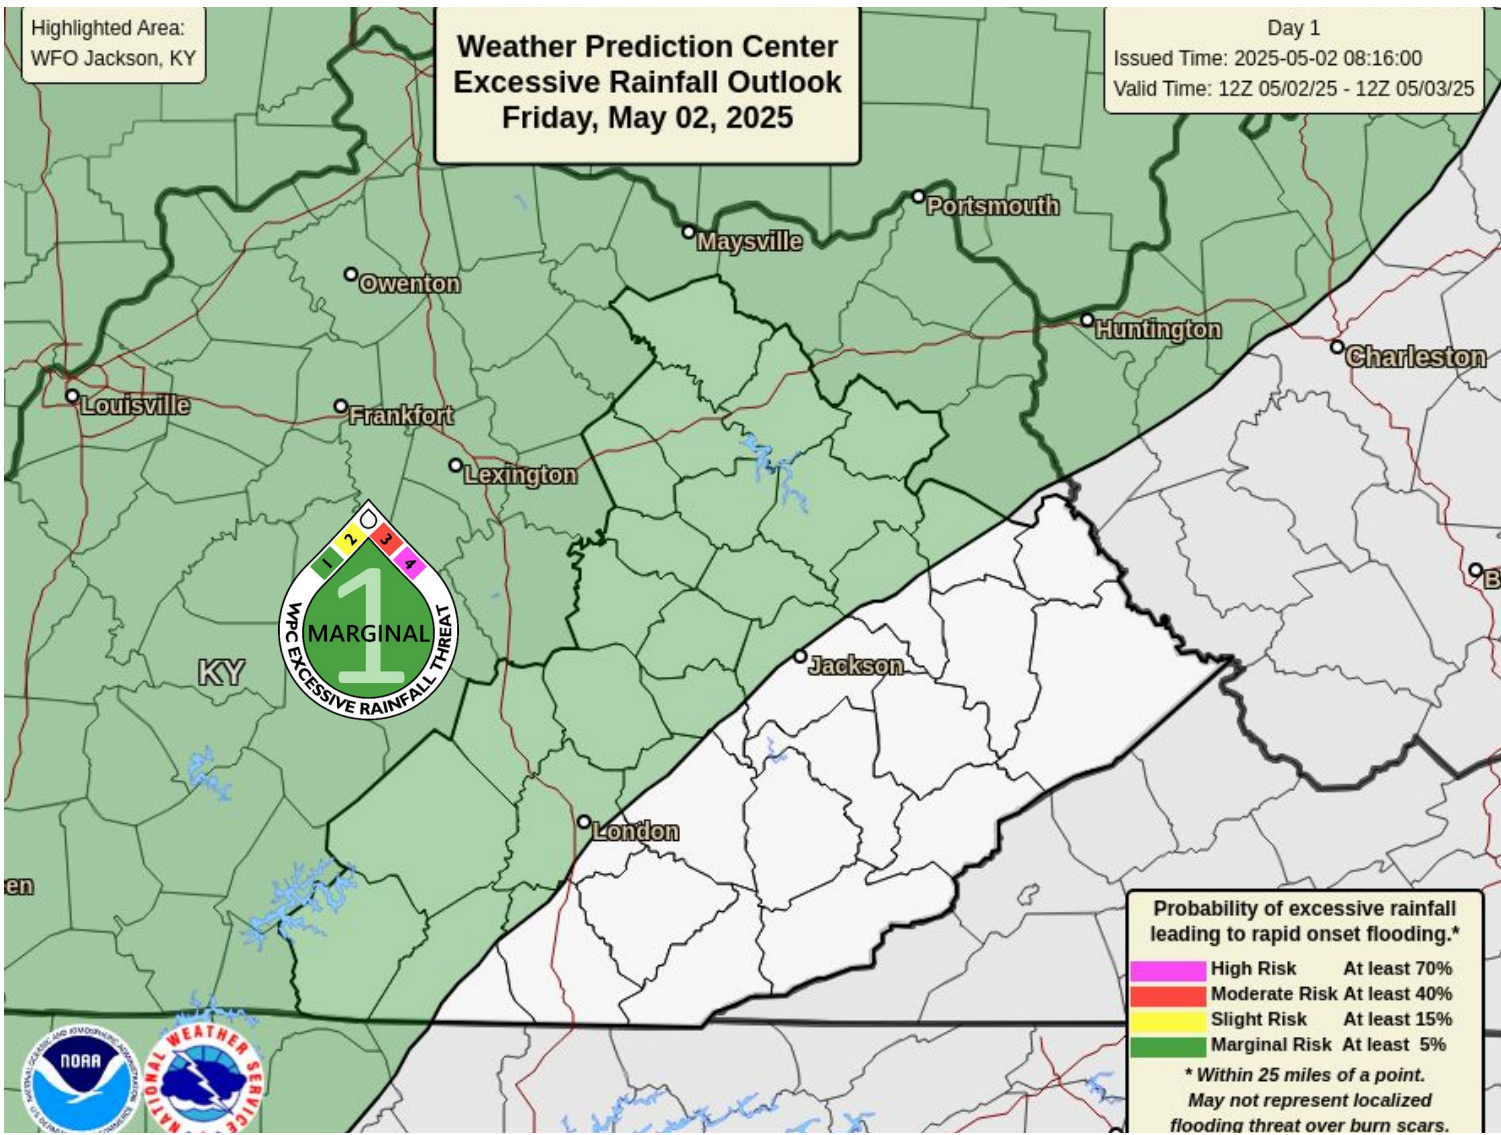 Highlighted Area:
WFO Jackson, KY
Weather Prediction Center
Excessive Rainfall Outlook
Friday, May 02, 2025
Day 1
Issued Time: 2025-05-02 08:16:00
Valid Time: 12Z 05/02/25 - 12Z 05/03/25
Portsmouth
Maysville
Owenton
Huntington
Charleston
Louisville
Frankfort
Lexington
1
2
3
4
1
MARGINAL
WPC EXCESSIVE RAINFALL THREAT
KY
Jackson
London
Probability of excessive rainfall
leading to rapid onset flooding.*
High Risk At least 70%
Moderate Risk At least 40%
Slight Risk At least 15%
Marginal Risk At least 5%
* Within 25 miles of a point.
May not represent localized
flooding threat over burn scars.
NOAA
NATIONAL WEATHER SERVICE